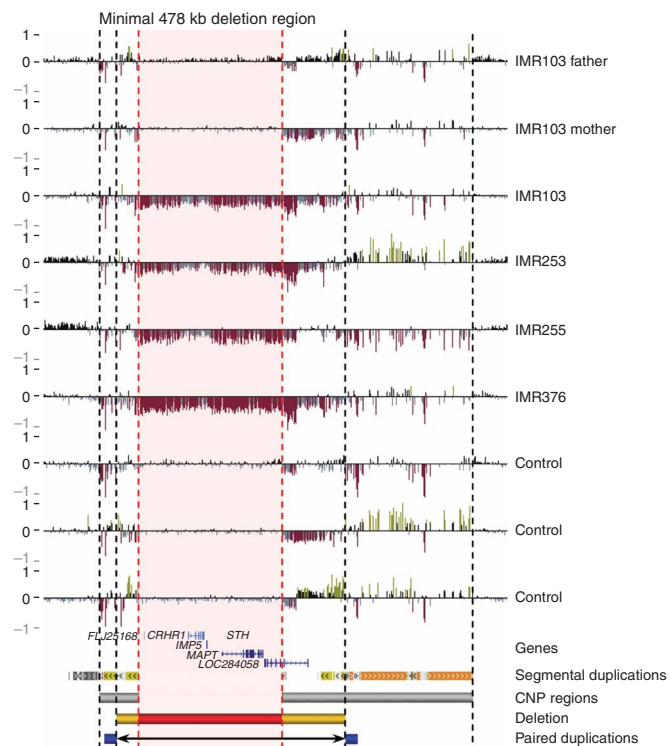 Minimal 478 kb deletion region
1
0
−1
IMR103 father
1
0
−1
IMR103 mother
1
0
−1
IMR103
1
0
−1
IMR253
1
0
−1
IMR255
1
0
−1
IMR376
1
0
−1
Control
1
0
−1
Control
1
0
−1
Control
FLJ25168 CRHR1 STH
IMP5
MAPT
LOC284058
Genes
Segmental duplications
CNP regions
Deletion
Paired duplications